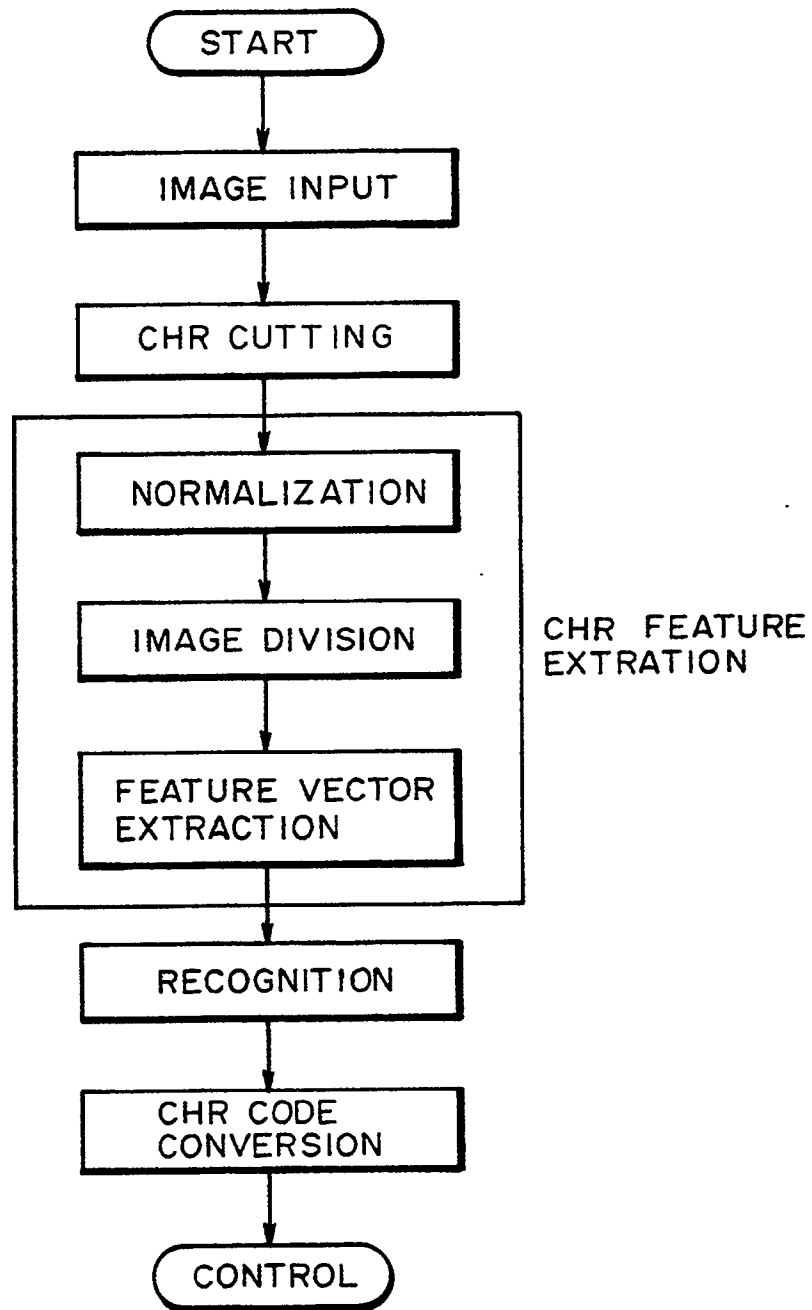 START
IMAGE INPUT
CHR CUTTING
NORMALIZATION
IMAGE DIVISION
CHR FEATURE
EXTRATION
FEATURE VECTOR
EXTRACTION
RECOGNITION
CHR CODE
CONVERSION
CONTROL